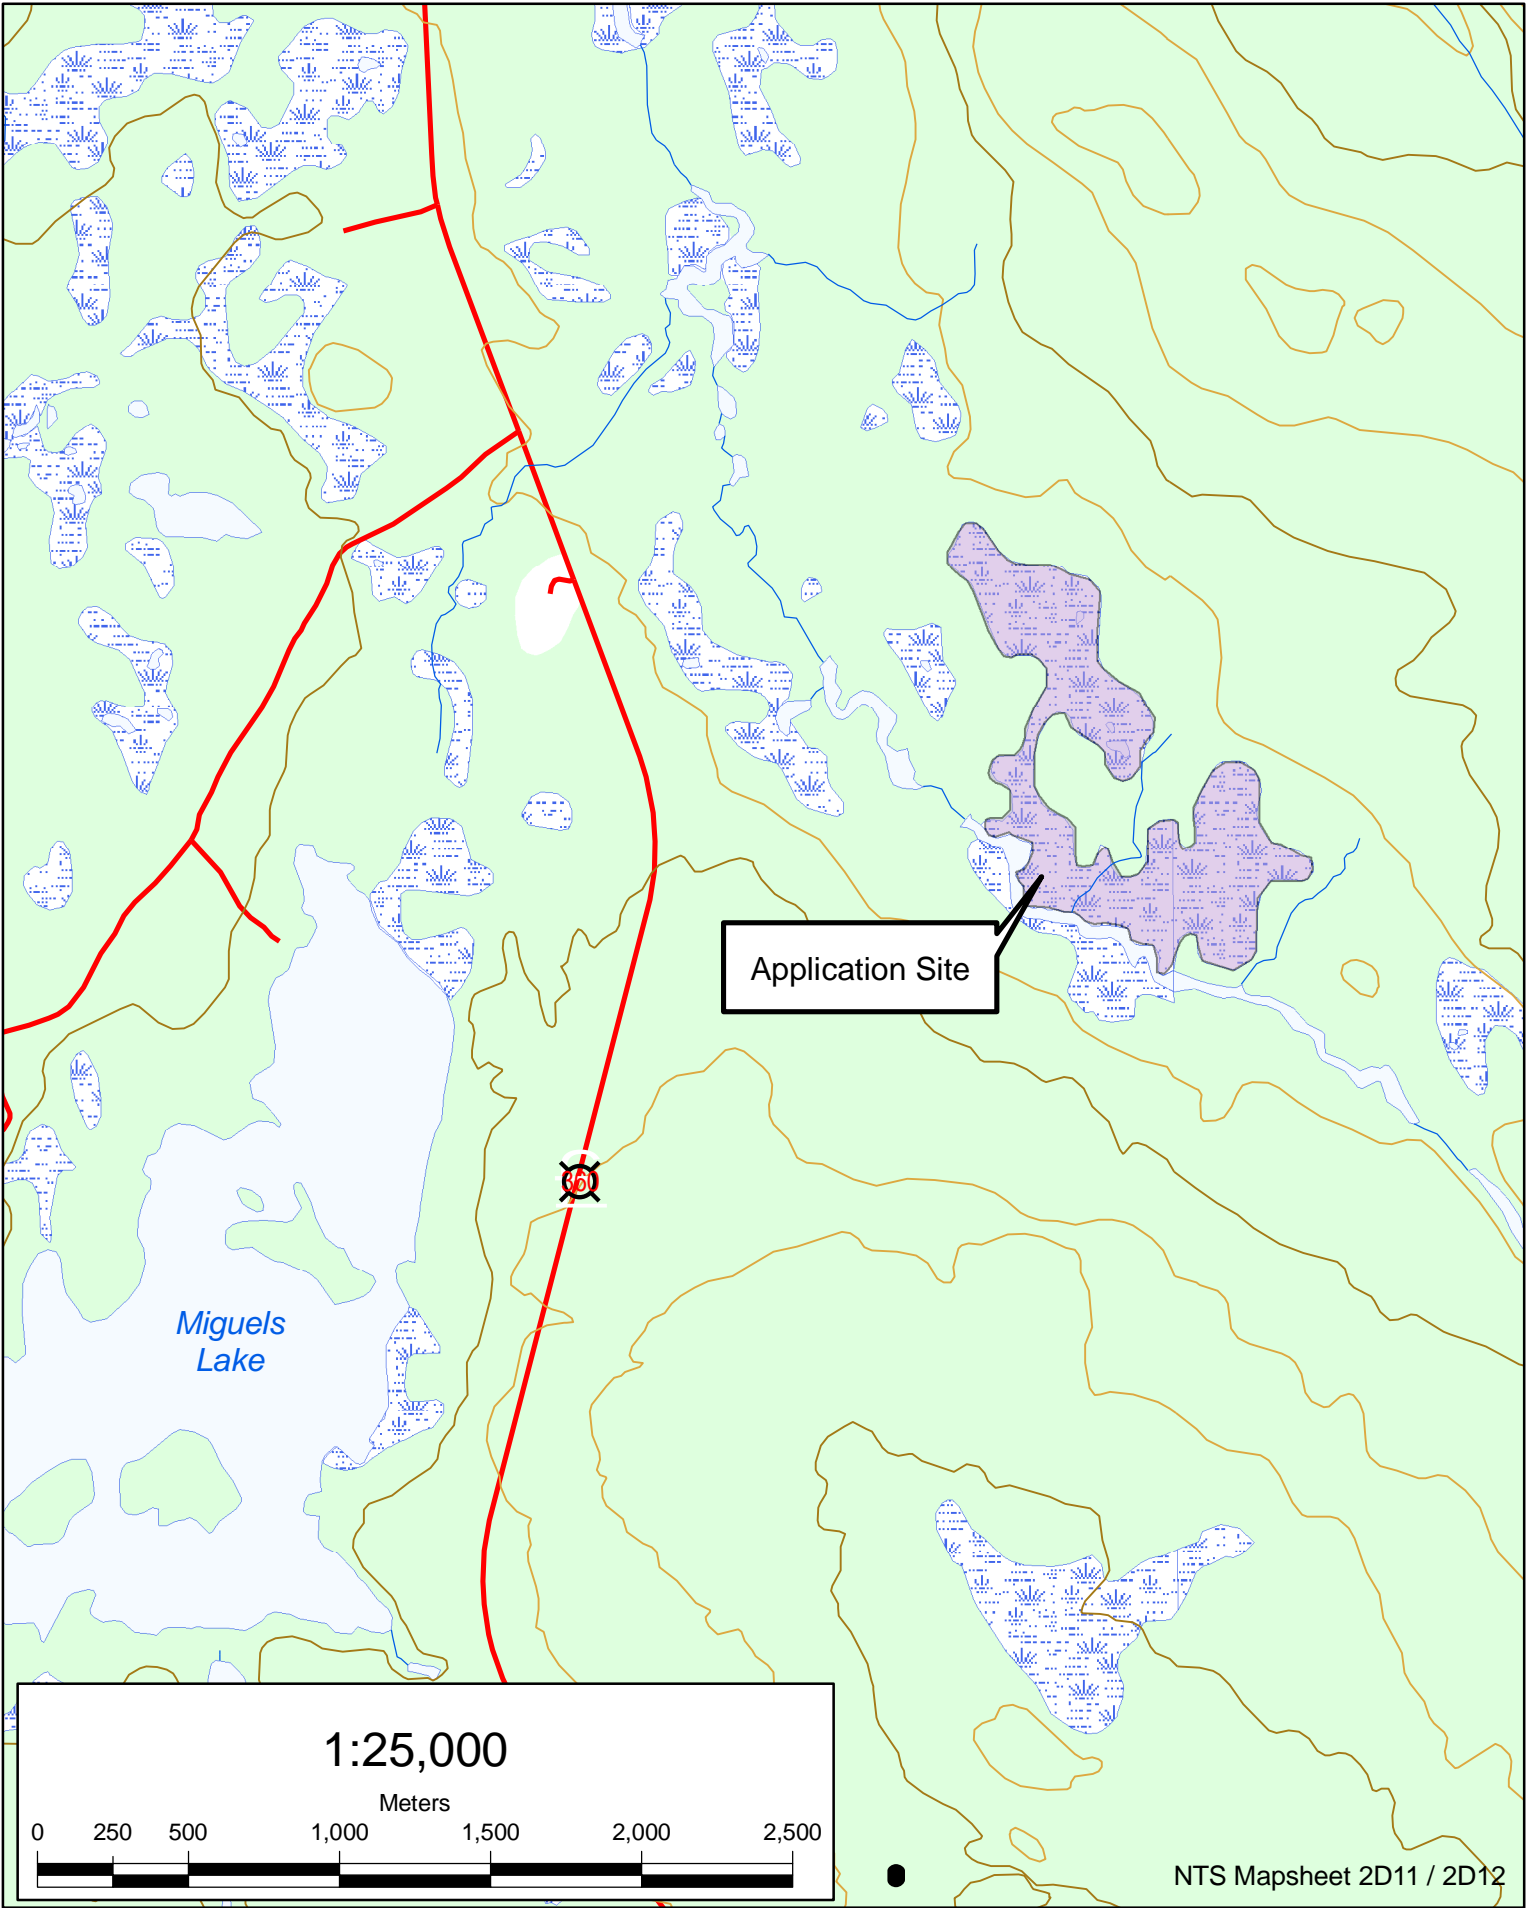 Application Site
360
Miguels
Lake
1:25,000
Meters
0 250 500 1,000 1,500 2,000 2,500
NTS Mapsheet 2D11 / 2D12